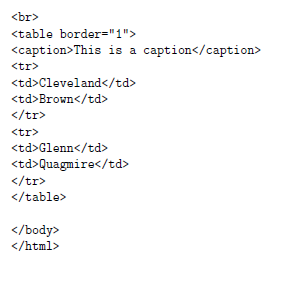 <br>
<table border="1">
<caption>This is a caption</caption>
<tr>
<td>Cleveland</td>
<td>Brown</td>
</tr>
<tr>
<td>Glenn</td>
<td>Quagmire</td>
</tr>
</table>
</body>
</html>